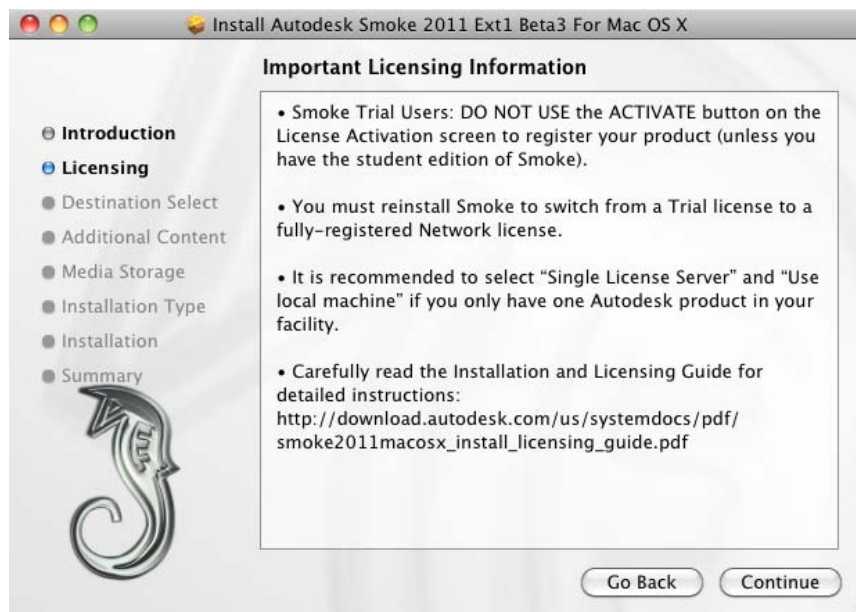 Install Autodesk Smoke 2011 Ext1 Beta3 For Mac OS X
Important Licensing Information
Introduction
Licensing
Destination Select
Additional Content
Media Storage
Installation Type
Installation
Summary
• Smoke Trial Users: DO NOT USE the ACTIVATE button on the
License Activation screen to register your product (unless you
have the student edition of Smoke).
• You must reinstall Smoke to switch from a Trial license to a
fully-registered Network license.
• It is recommended to select “Single License Server” and “Use
local machine” if you only have one Autodesk product in your
facility.
• Carefully read the Installation and Licensing Guide for
detailed instructions:
http://download.autodesk.com/us/systemdocs/pdf/
smoke2011macosx_install_licensing_guide.pdf
Go Back
Continue